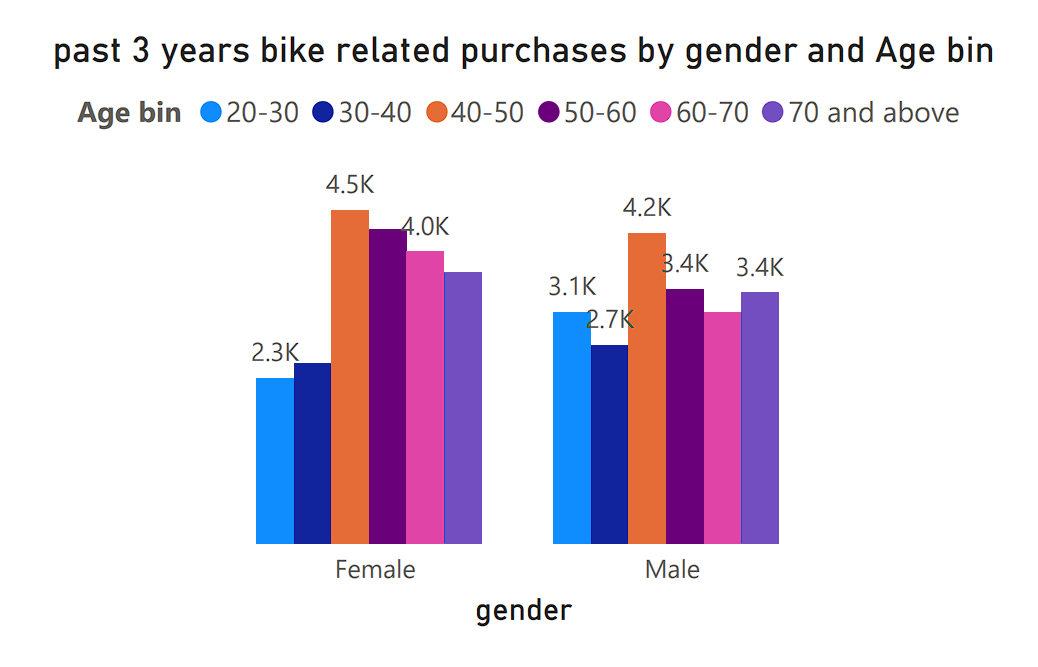 past 3 years bike related purchases by gender and Age bin
Age bin 20-30 30-40 40-50 50-60 60-70 70 and above
4.5K
4.0K
2.3K
4.2K
3.4K
3.4K
3.1K
2.7K
Female Male
gender